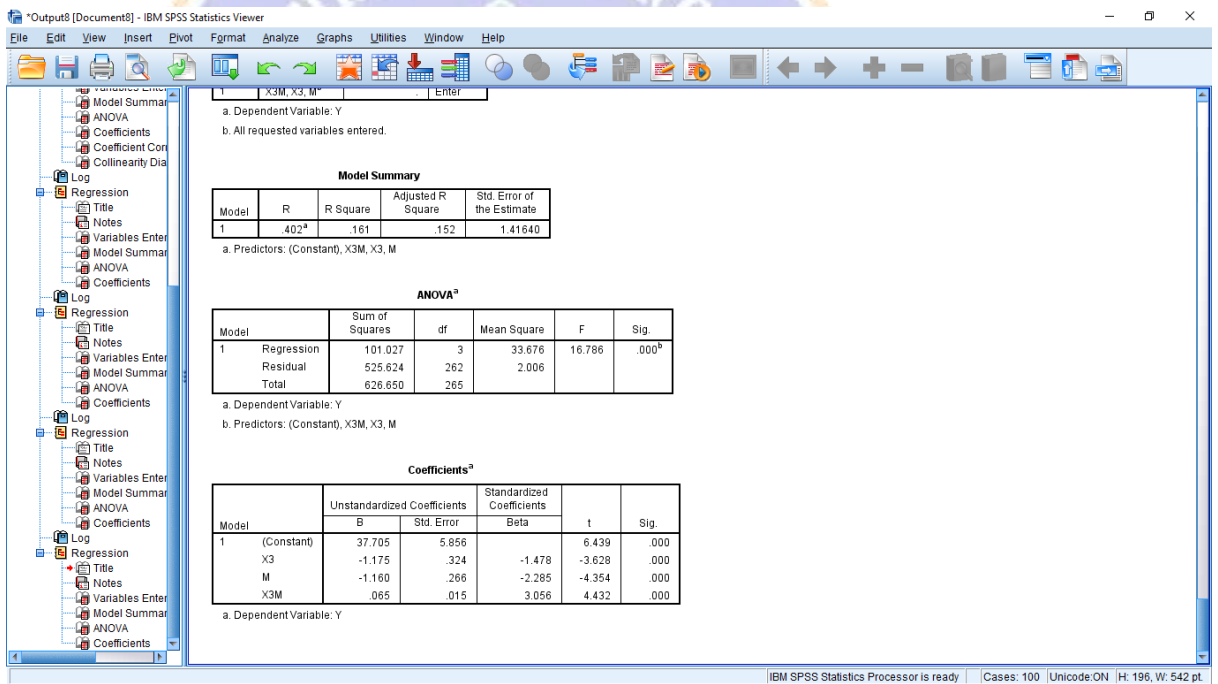 *Output8 [Document8] - IBM SPSS Statistics Viewer
File Edit View Insert Pivot Format Analyze Graphs Utilities Window Help
Model Summar
ANOVA
Coefficients
Coefficient Corr
Collinearity Dia
Log
Regression
Title
Notes
Variables Enter
Model Summar
ANOVA
Coefficients
Log
Regression
Title
Notes
Variables Enter
Model Summar
ANOVA
Coefficients
Log
Regression
Title
Notes
Variables Enter
Model Summar
ANOVA
Coefficients
Log
Regression
Title
Notes
Variables Enter
Model Summar
ANOVA
Coefficients
1 X3M, X3, M . Enter
a. Dependent Variable: Y
b. All requested variables entered.
Model Summary
Model R R Square Adjusted R Square Std. Error of the Estimate
1 .402a .161 .152 1.41640
a. Predictors: (Constant), X3M, X3, M
ANOVAa
Model Sum of Squares df Mean Square F Sig.
1 Regression 101.027 3 33.676 16.786 .000b
Residual 525.624 262 2.006
Total 626.650 265
a. Dependent Variable: Y
b. Predictors: (Constant), X3M, X3, M
Coefficientsa
Unstandardized Coefficients Standardized Coefficients
Model B Std. Error Beta t Sig.
1 (Constant) 37.705 5.856 6.439 .000
X3 -1.175 .324 -1.478 -3.628 .000
M -1.160 .266 -2.285 -4.354 .000
X3M .065 .015 3.056 4.432 .000
a. Dependent Variable: Y
IBM SPSS Statistics Processor is ready Cases: 100 Unicode:ON H: 196, W: 542 pt.